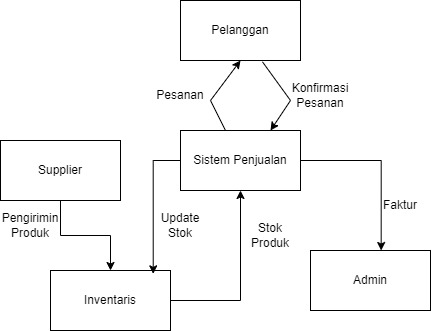 Pelanggan
Pesanan
Konfirmasi
Pesanan
Sistem Penjualan
Supplier
Pengirimin
Produk
Update
Stok
Stok
Produk
Faktur
Inventaris
Admin